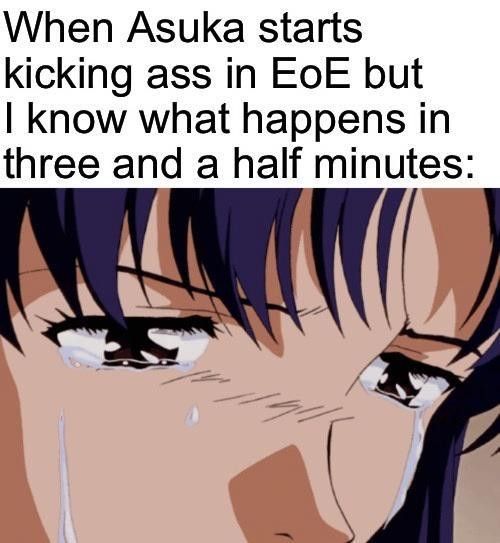 When Asuka starts
kicking ass in EoE but
I know what happens in
three and a half minutes: